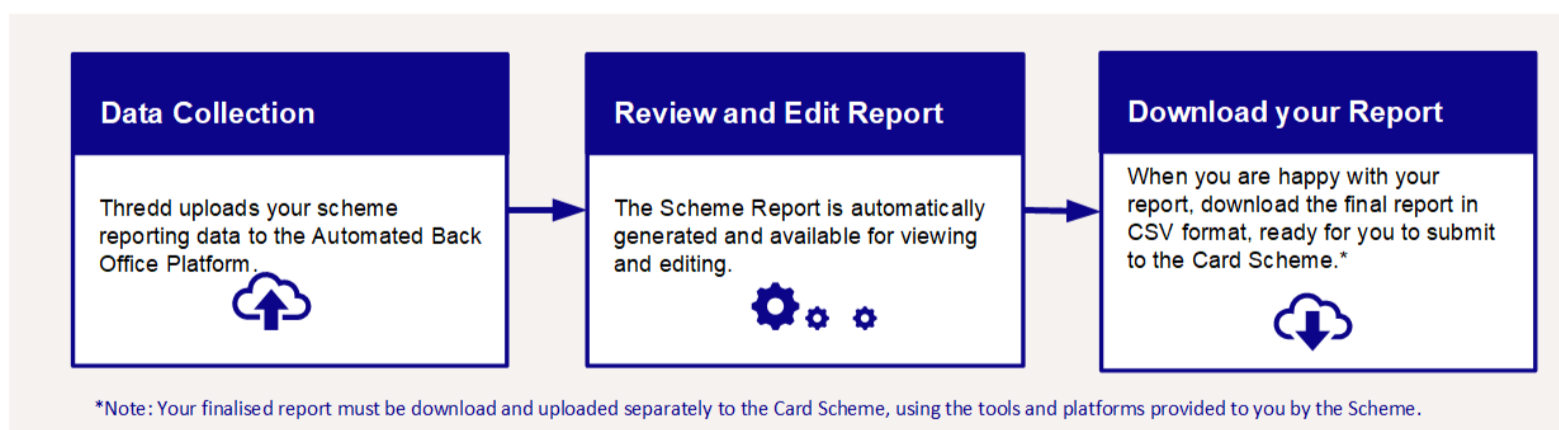 Data Collection
Thredd uploads your scheme
reporting data to the Automated Back
Office Platform.
Review and Edit Report
The Scheme Report is automatically
generated and available for viewing
and editing.
Download your Report
When you are happy with your
report, download the final report in
CSV format, ready for you to submit
to the Card Scheme.*
*Note: Your finalised report must be download and uploaded separately to the Card Scheme, using the tools and platforms provided to you by the Scheme.